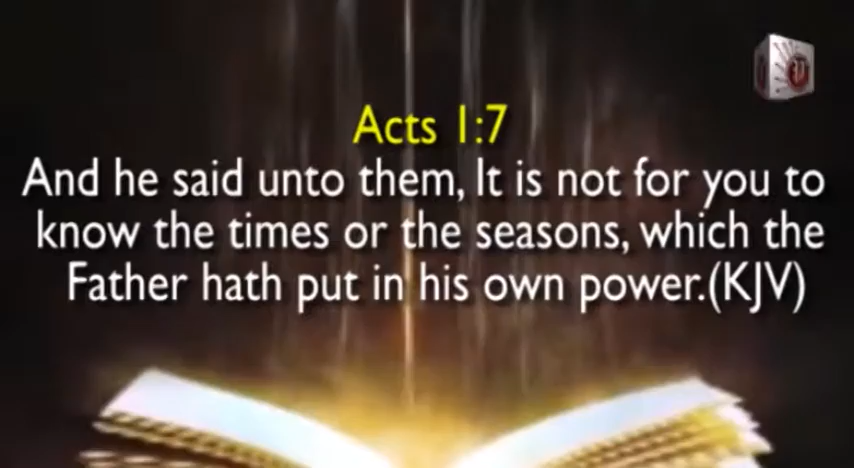 Acts 1:7
And he said unto them, It is not for you to
know the times or the seasons, which the
Father hath put in his own power.(KJV)